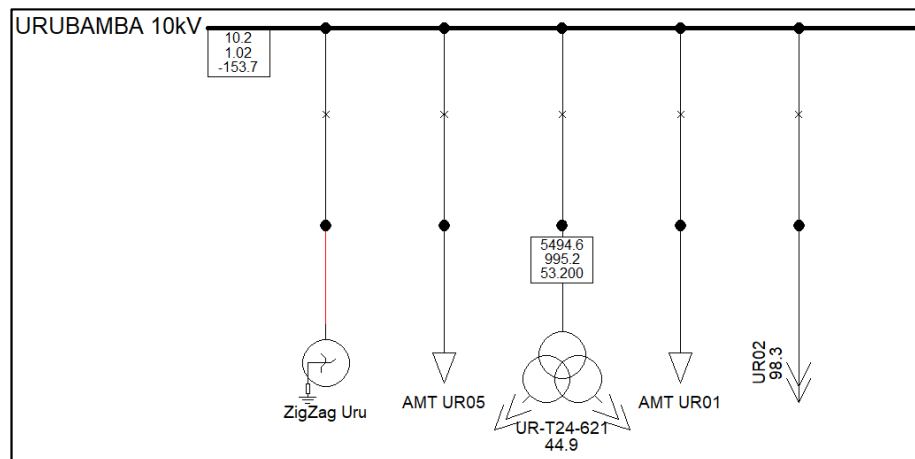 URUBAMBA 10kV
10.2
1.02
-153.7
5494.6
995.2
53.200
ZigZag Uru
AMT UR05
UR-T24-621
44.9
AMT UR01
UR02
98.3